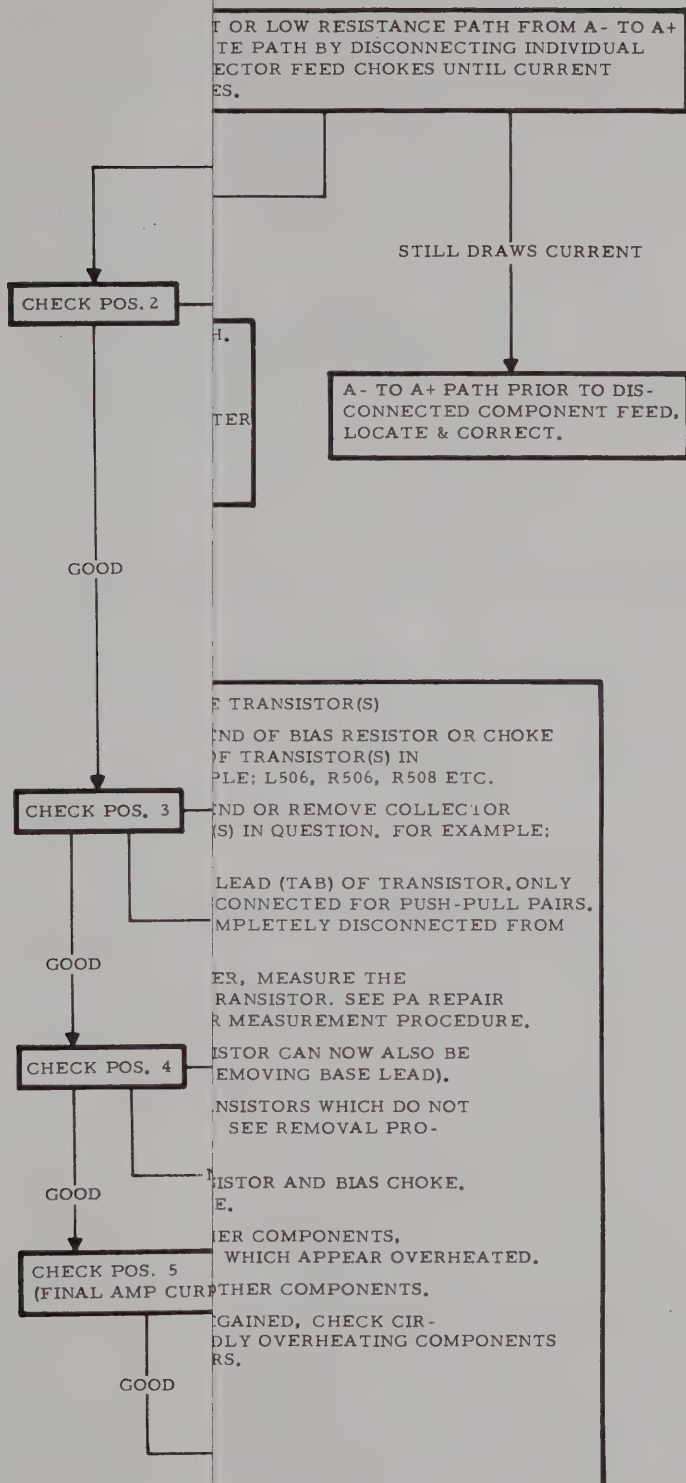 T OR LOW RESISTANCE PATH FROM A- TO A+
TE PATH BY DISCONNECTING INDIVIDUAL
ECTOR FEED CHOKES UNTIL CURRENT
ES.
STILL DRAWS CURRENT
CHECK POS. 2
H.
TER
A- TO A+ PATH PRIOR TO DIS-
CONNECTED COMPONENT FEED.
LOCATE & CORRECT.
GOOD
E TRANSISTOR(S)
ND OF BIAS RESISTOR OR CHOKE
OF TRANSISTOR(S) IN
PLE; L506, R506, R508 ETC.
CHECK POS. 3
ND OR REMOVE COLLECTOR
(S) IN QUESTION. FOR EXAMPLE;
LEAD (TAB) OF TRANSISTOR. ONLY
CONNECTED FOR PUSH-PULL PAIRS.
MPLETELY DISCONNECTED FROM
GOOD
ER, MEASURE THE
RANSISTOR. SEE PA REPAIR
R MEASUREMENT PROCEDURE.
CHECK POS. 4
ISTOR CAN NOW ALSO BE
EMOVING BASE LEAD).
NSISTORS WHICH DO NOT
SEE REMOVAL PRO-
GOOD
ISTOR AND BIAS CHOKE.
E.
ER COMPONENTS,
WHICH APPEAR OVERHEATED.
CHECK POS. 5
(FINAL AMP CUR
THER COMPONENTS.
GAINED, CHECK CIR-
DLY OVERHEATING COMPONENTS
RS.
GOOD